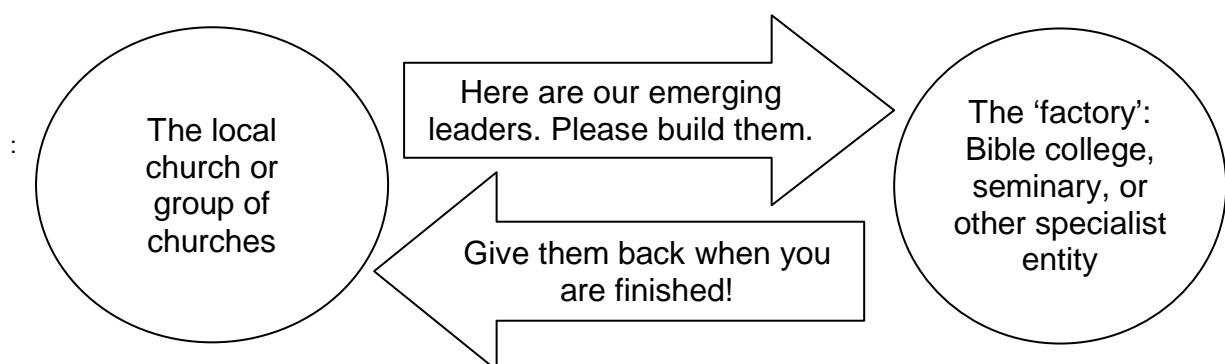 :
The local
church or
group of
churches
Here are our emerging
leaders. Please build them.
Give them back when you
are finished!
The ‘factory’:
Bible college,
seminary, or
other specialist
entity